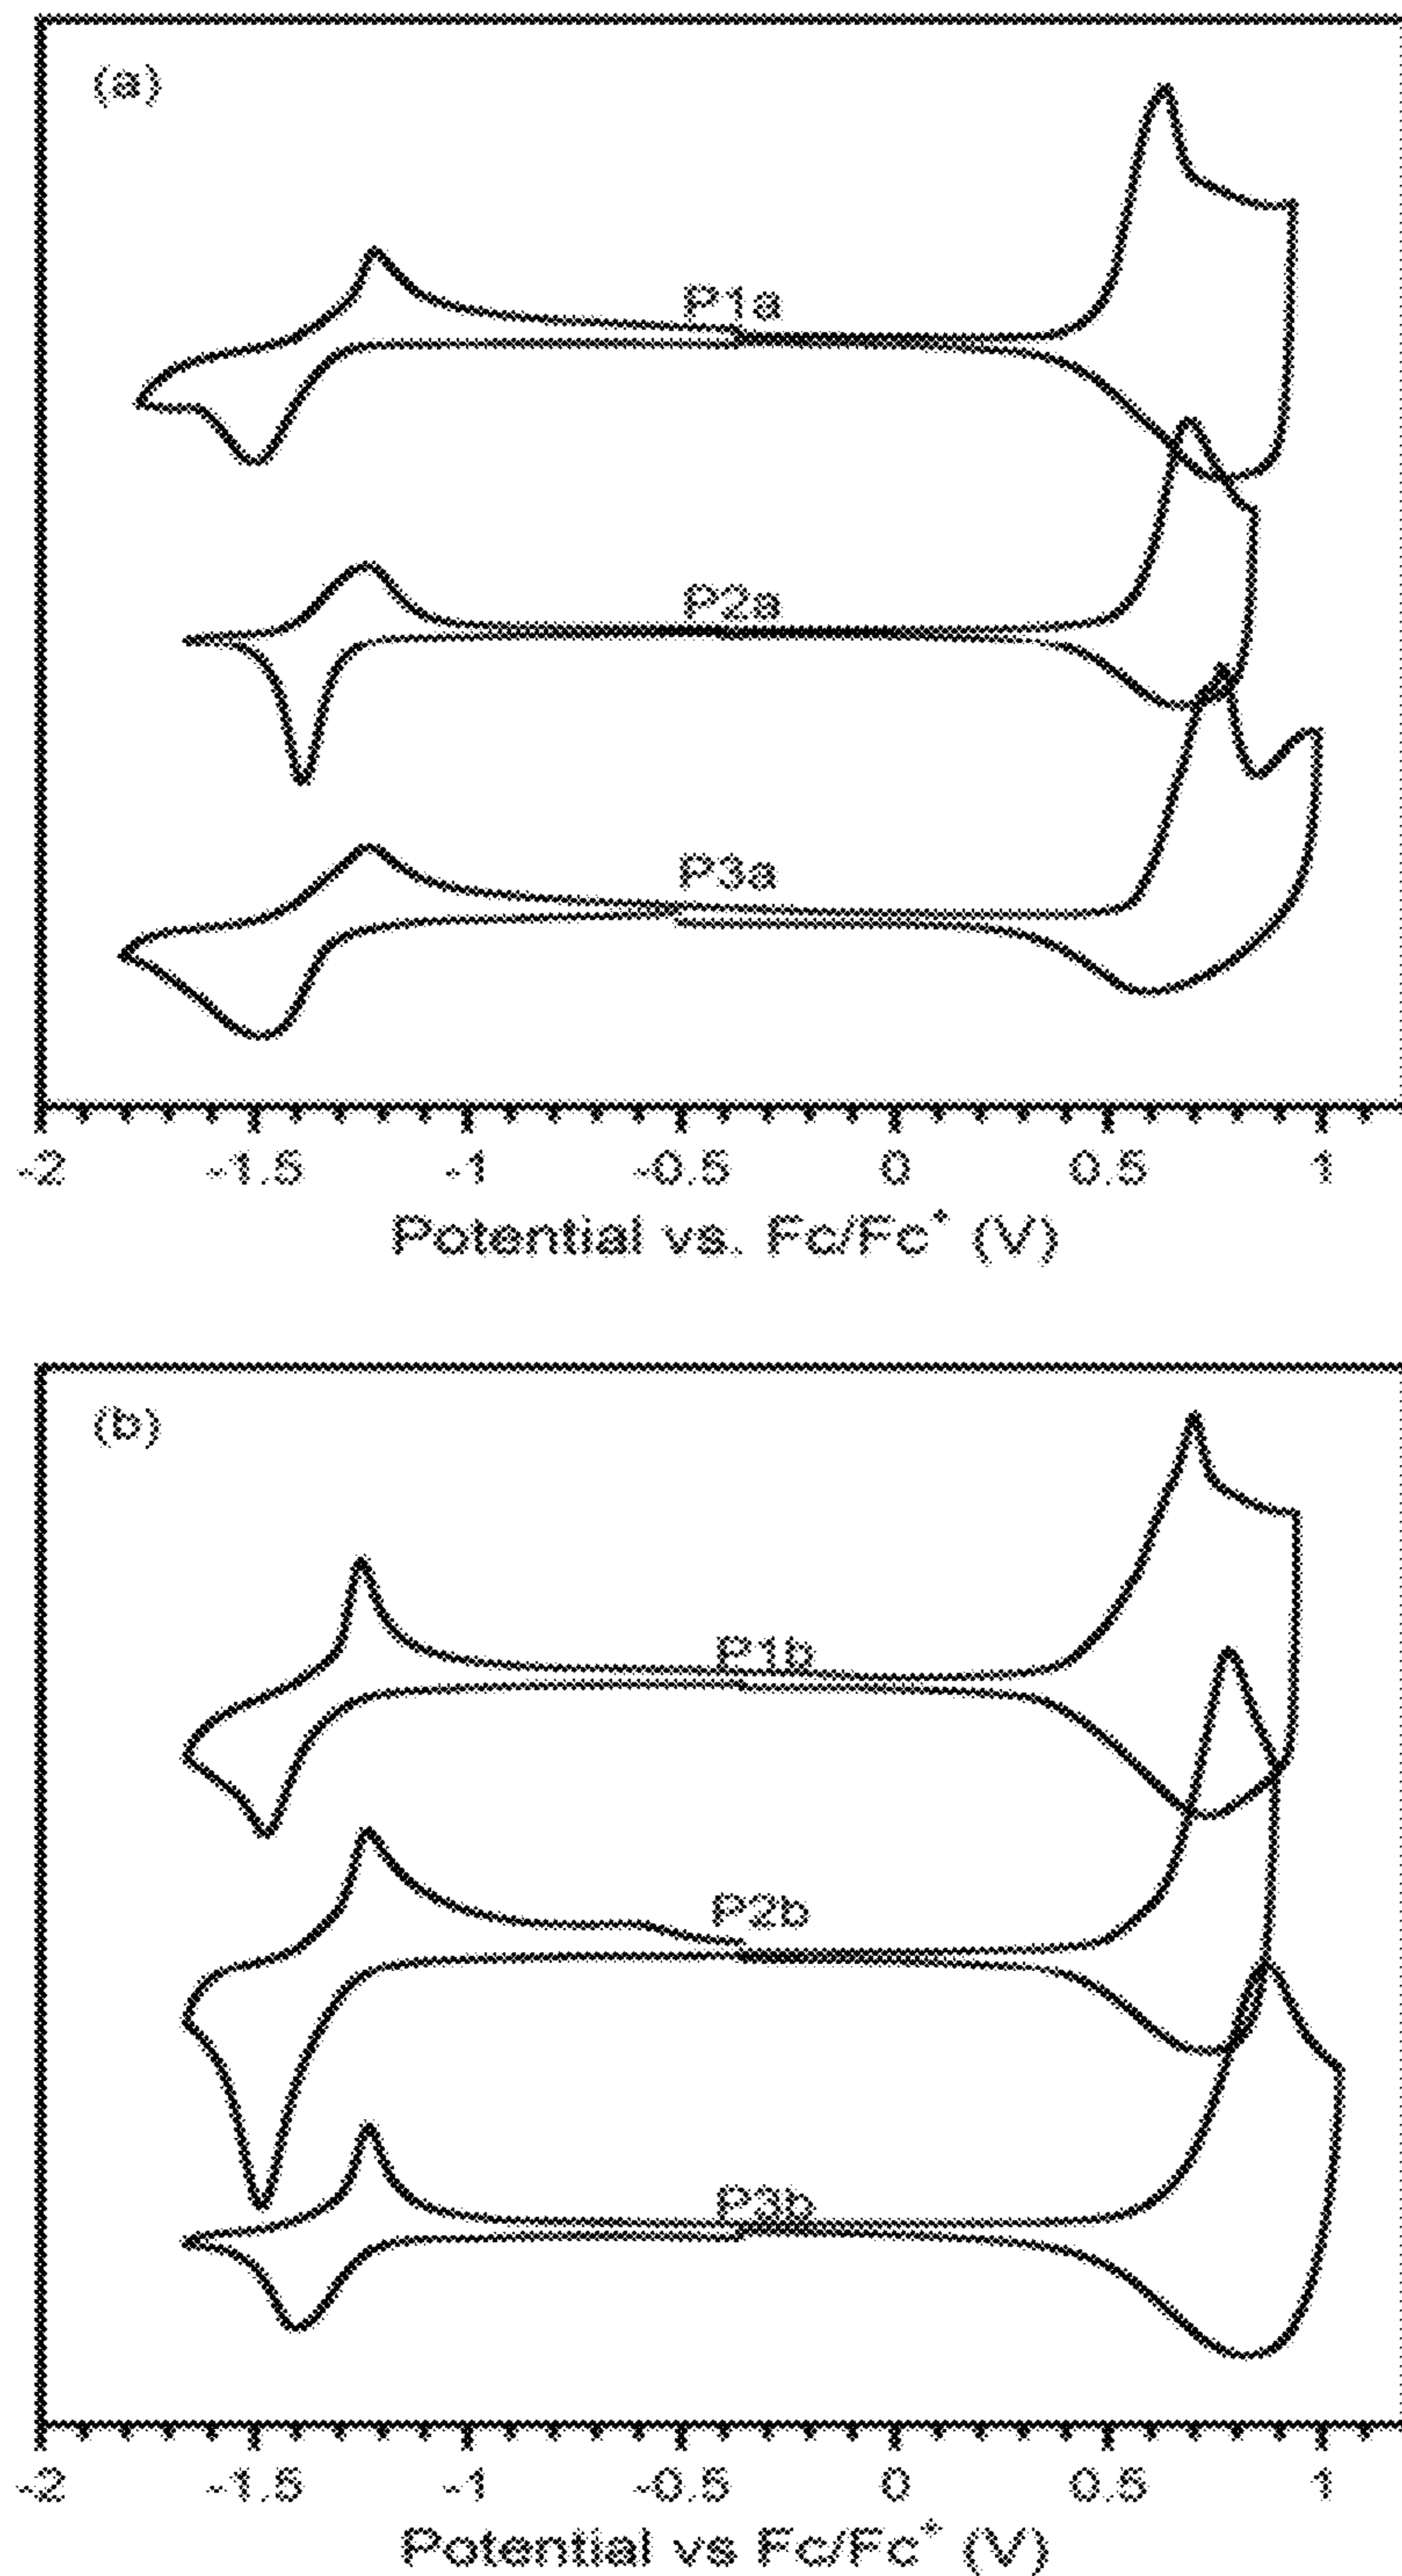 (a)
P1a
P2a
P3a
-2 -1.5 -1 -0.5 0 0.5 1
Potential vs. Fc/Fc⁺ (V)
(b)
P1b
P2b
P3b
-2 -1.5 -1 -0.5 0 0.5 1
Potential vs Fc/Fc⁺ (V)